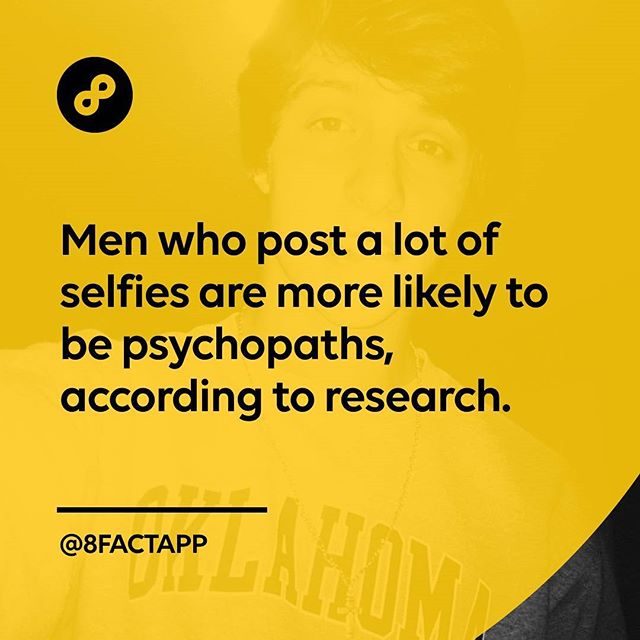 Men who post a lot of
selfies are more likely to
be psychopaths,
according to research.
@8FACTAPP
OKLAHOMA